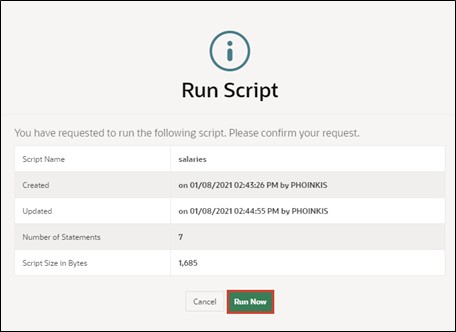 Run Script
You have requested to run the following script. Please confirm your request.
Script Name salaries
Created on 01/08/2021 02:43:26 PM by PHOINKIS
Updated on 01/08/2021 02:44:55 PM by PHOINKIS
Number of Statements 7
Script Size in Bytes 1,685
Cancel Run Now